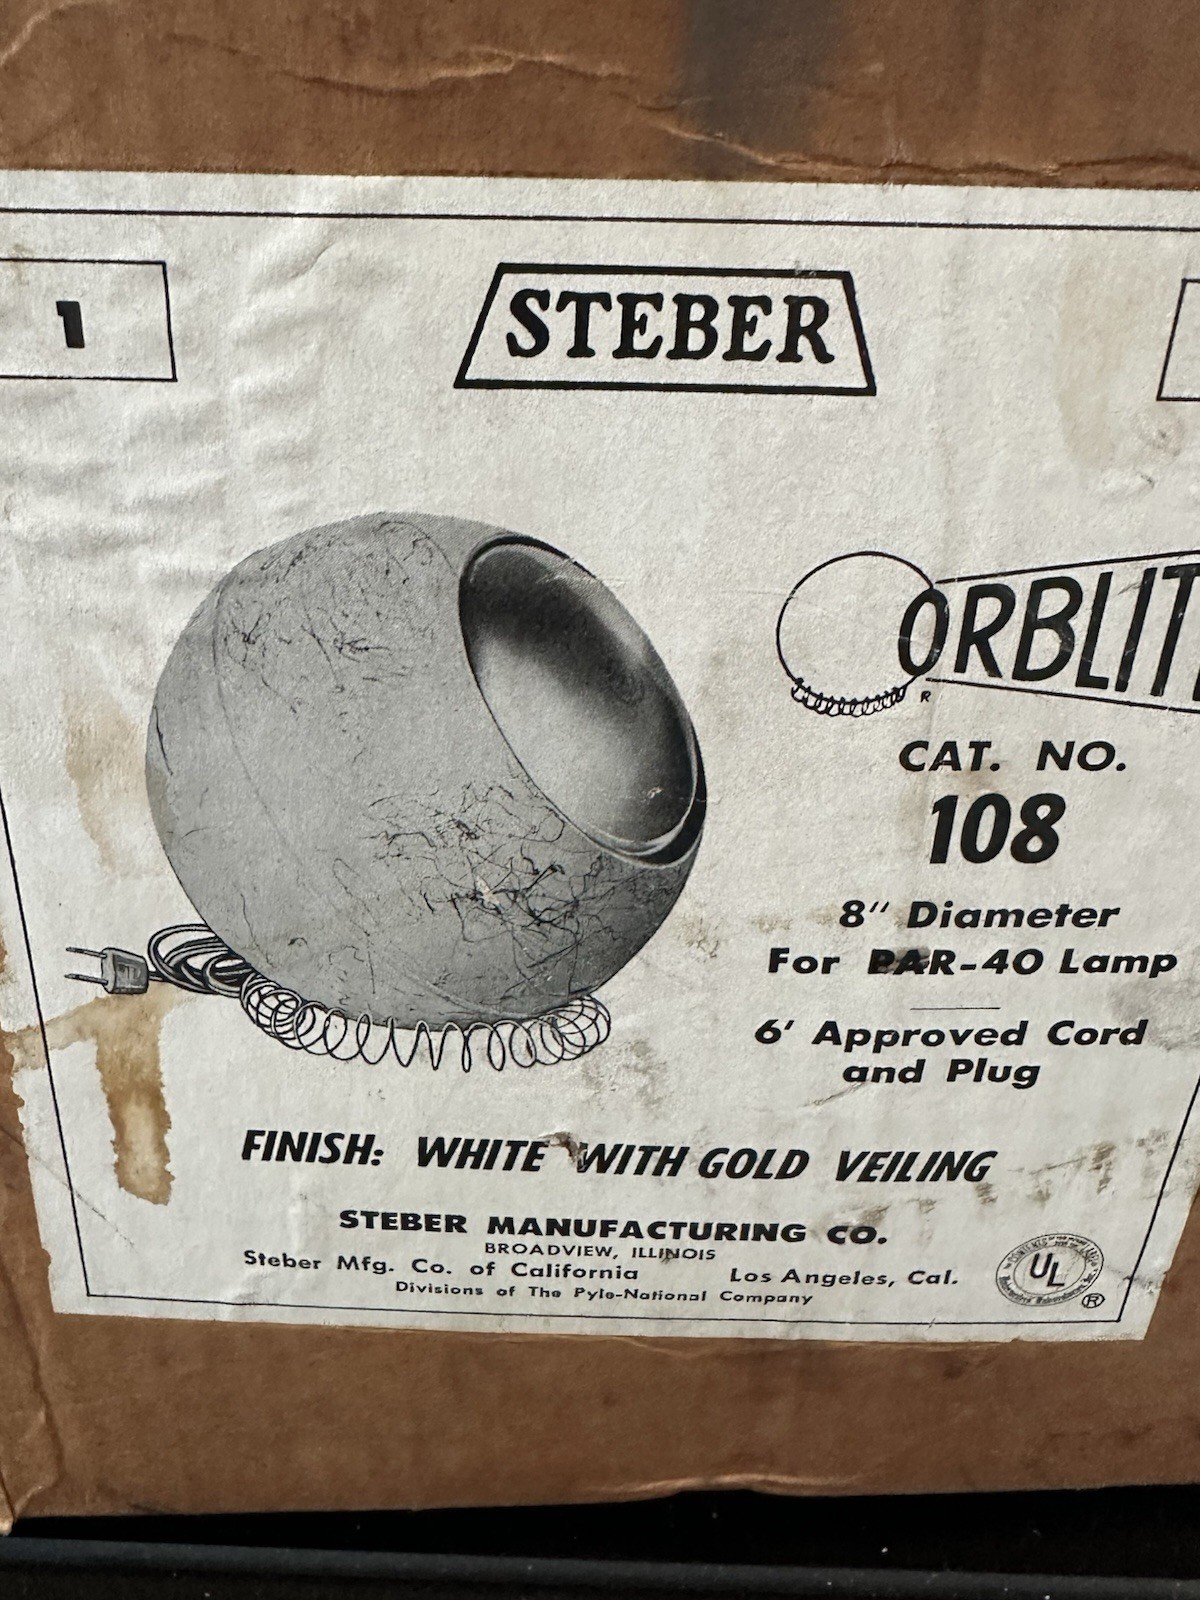 1
STEBER
ORBLIT
R
CAT. NO.
108
8" Diameter
For PAR-40 Lamp
6' Approved Cord
and Plug
FINISH: WHITE WITH GOLD VEILING
STEBER MANUFACTURING CO.
BROADVIEW, ILLINOIS
Steber Mfg. Co. of California Los Angeles, Cal.
Divisions of The Pyle-National Company
UL
®